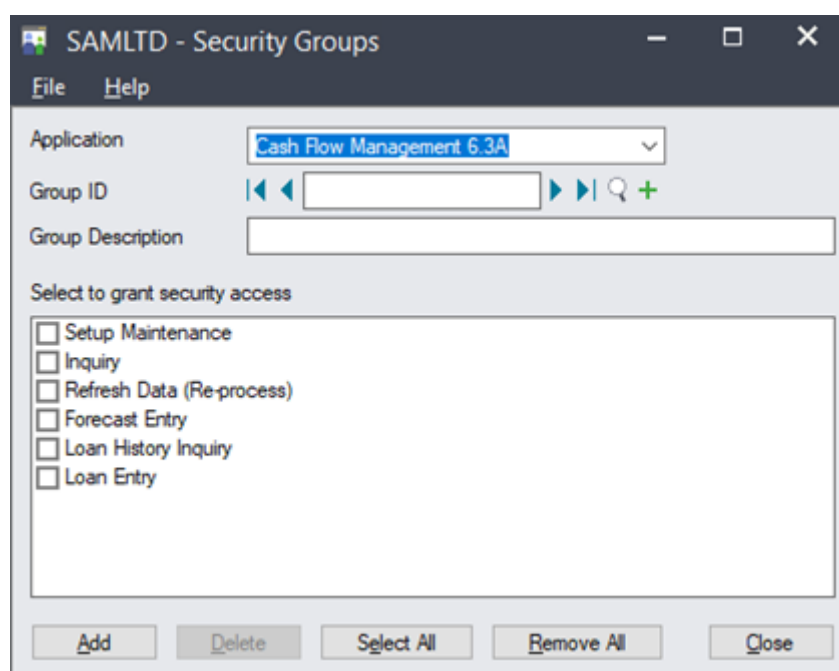 SAMLTD - Security Groups
File Help
Application Cash Flow Management 6.3A
Group ID
Group Description
Select to grant security access
Setup Maintenance
Inquiry
Refresh Data (Re-process)
Forecast Entry
Loan History Inquiry
Loan Entry
Add Delete Select All Remove All Close